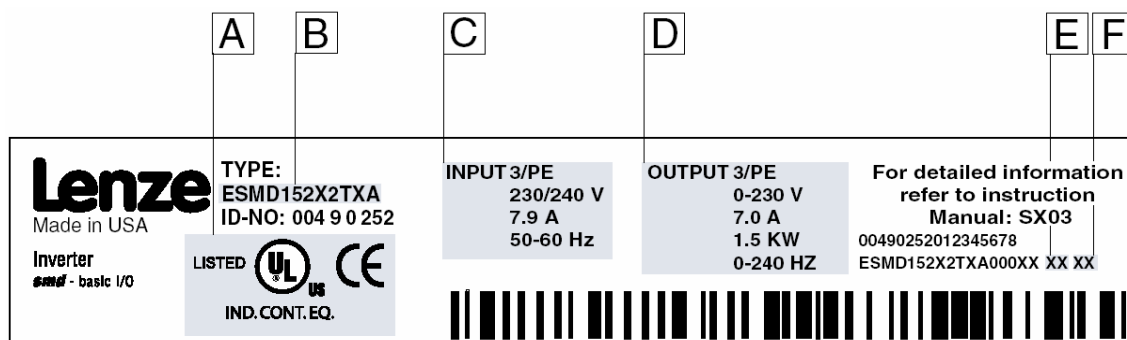 A B C D E F
Lenze
Made in USA
Inverter
smd - basic I/O
TYPE:
ESMD152X2TXA
ID-NO: 004 9 0 252
LISTED UL ® US CE
IND. CONT. EQ.
INPUT 3/PE
230/240 V
7.9 A
50-60 Hz
OUTPUT 3/PE
0-230 V
7.0 A
1.5 KW
0-240 HZ
For detailed information
refer to instruction
Manual: SX03
00490252012345678
ESMD152X2TXA000XX XX XX